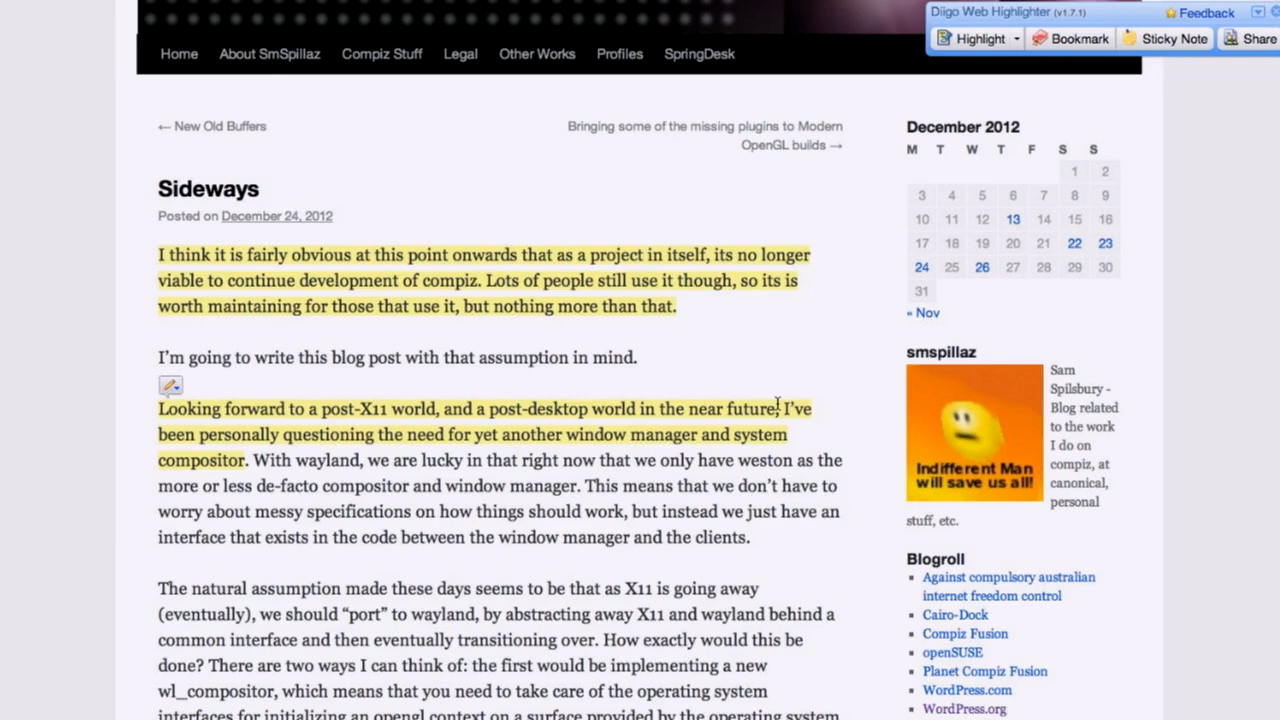 Diigo Web Highlighter (v1.7.1)
Feedback
Highlight
Bookmark
Sticky Note
Share
Home
About SmSpillaz
Compiz Stuff
Legal
Other Works
Profiles
SpringDesk
← New Old Buffers
Bringing some of the missing plugins to Modern
OpenGL builds →
Sideways
Posted on December 24, 2012
I think it is fairly obvious at this point onwards that as a project in itself, its no longer
viable to continue development of compiz. Lots of people still use it though, so its is
worth maintaining for those that use it, but nothing more than that.
I'm going to write this blog post with that assumption in mind.
Looking forward to a post-X11 world, and a post-desktop world in the near future, I've
been personally questioning the need for yet another window manager and system
compositor. With wayland, we are lucky in that right now that we only have weston as the
more or less de-facto compositor and window manager. This means that we don't have to
worry about messy specifications on how things should work, but instead we just have an
interface that exists in the code between the window manager and the clients.
The natural assumption made these days seems to be that as X11 is going away
(eventually), we should “port” to wayland, by abstracting away X11 and wayland behind a
common interface and then eventually transitioning over. How exactly would this be
done? There are two ways I can think of: the first would be implementing a new
wl_compositor, which means that you need to take care of the operating system
interfaces for initializing an opengl context on a surface provided by the operating system
December 2012
M T W T F S S
1 2
3 4 5 6 7 8 9
10 11 12 13 14 15 16
17 18 19 20 21 22 23
24 25 26 27 28 29 30
31
« Nov
smspillaz
Indifferent Man
will save us all!
Sam
Spilsbury -
Blog related
to the work
I do on
compiz, at
canonical,
personal
stuff, etc.
Blogroll
Against compulsory australian
internet freedom control
Cairo-Dock
Compiz Fusion
openSUSE
Planet Compiz Fusion
WordPress.com
WordPress.org